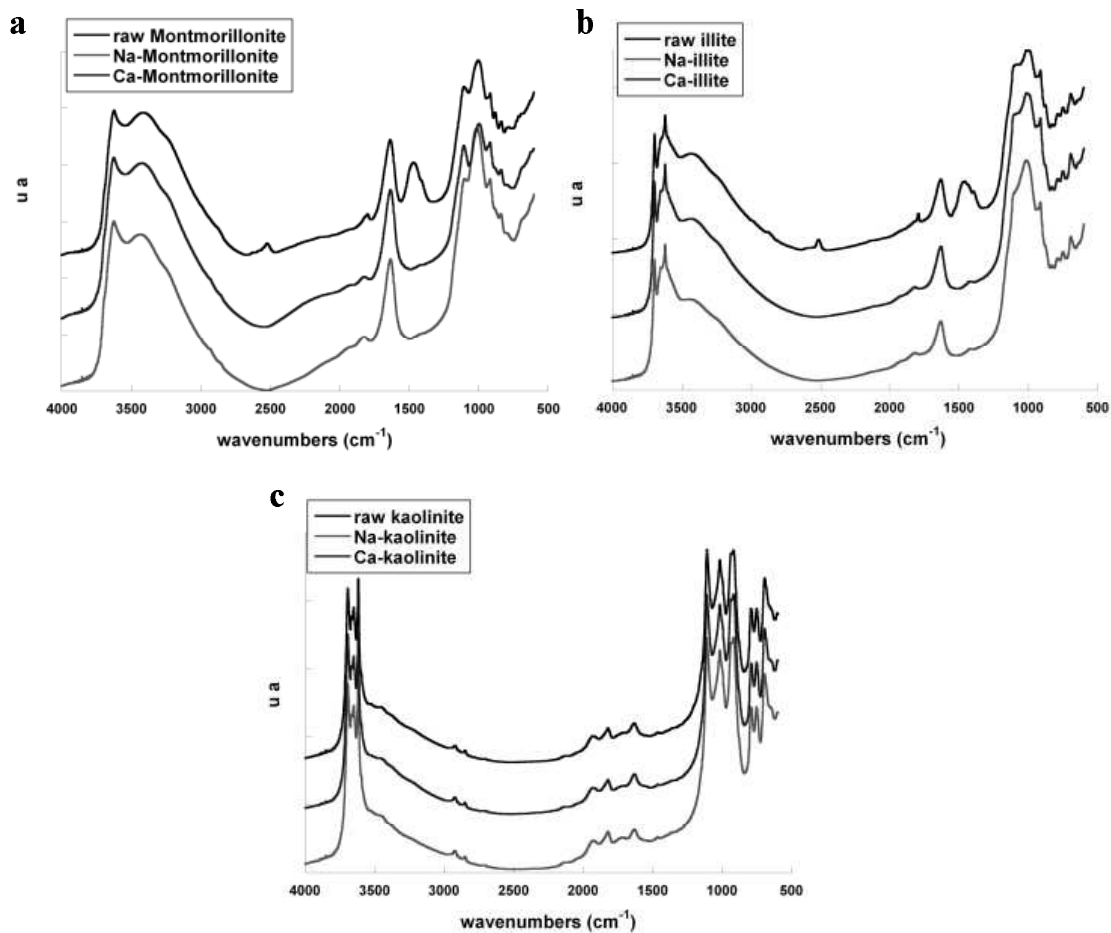 a
raw Montmorillonite
Na-Montmorillonite
Ca-Montmorillonite
u a
4000 3500 3000 2500 2000 1500 1000 500
wavenumbers (cm⁻¹)
b
raw illite
Na-illite
Ca-illite
u a
4000 3500 3000 2500 2000 1500 1000 500
wavenumbers (cm⁻¹)
c
raw kaolinite
Na-kaolinite
Ca-kaolinite
u a
4000 3500 3000 2500 2000 1500 1000 500
wavenumbers (cm⁻¹)